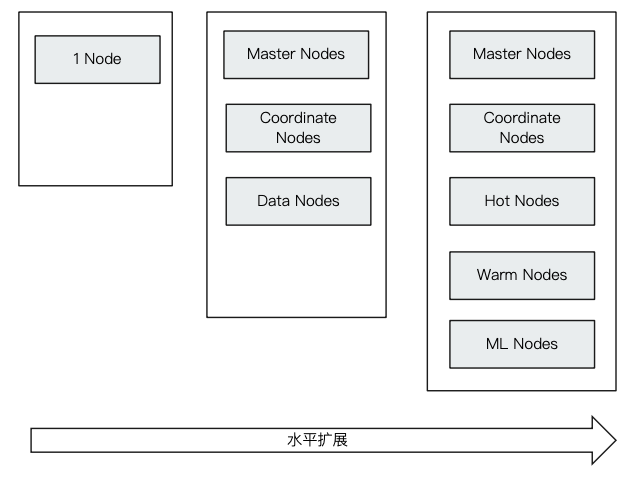 1 Node
Master Nodes
Coordinate
Nodes
Data Nodes
Master Nodes
Coordinate
Nodes
Hot Nodes
Warm Nodes
ML Nodes
水平扩展